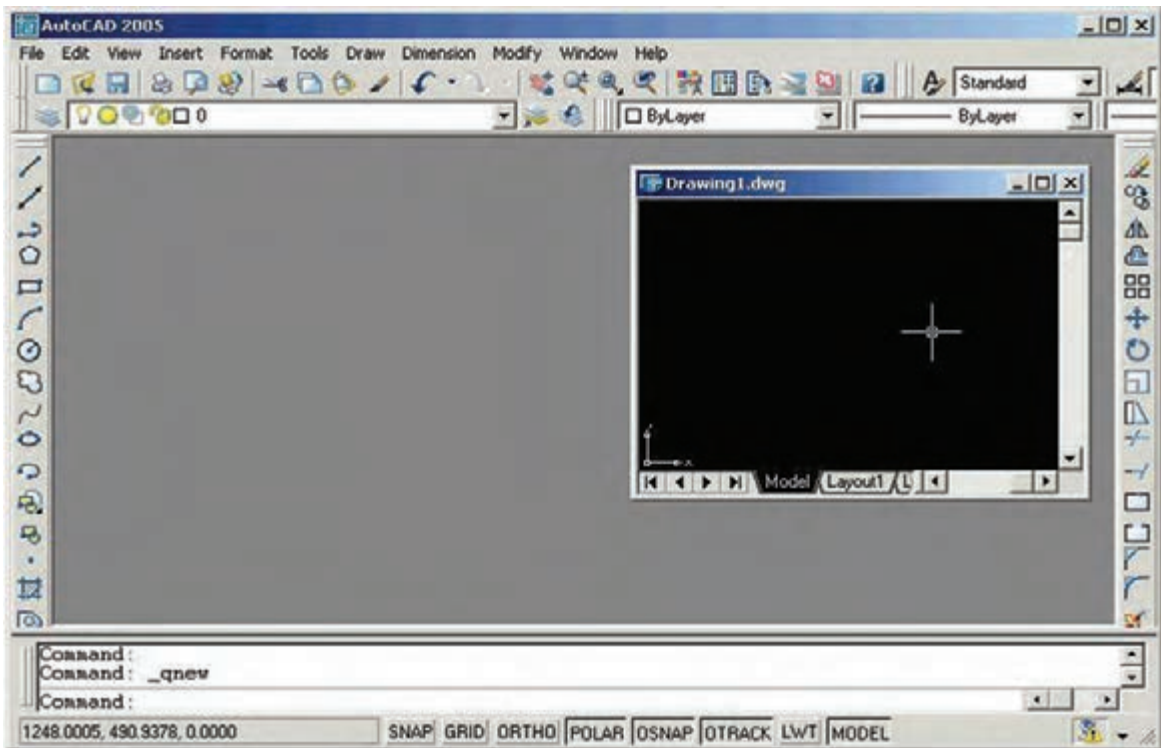 AutoCAD 2005
File Edit View Insert Format Tools Draw Dimension Modify Window Help
Standard
0 ByLayer ByLayer
Drawing1.dwg
X
Model Layout1 L
Command:
Command: _qnew
Command:
1248.0005, 490.9378, 0.0000 SNAP GRID ORTHO POLAR OSNAP OTRACK LWT MODEL